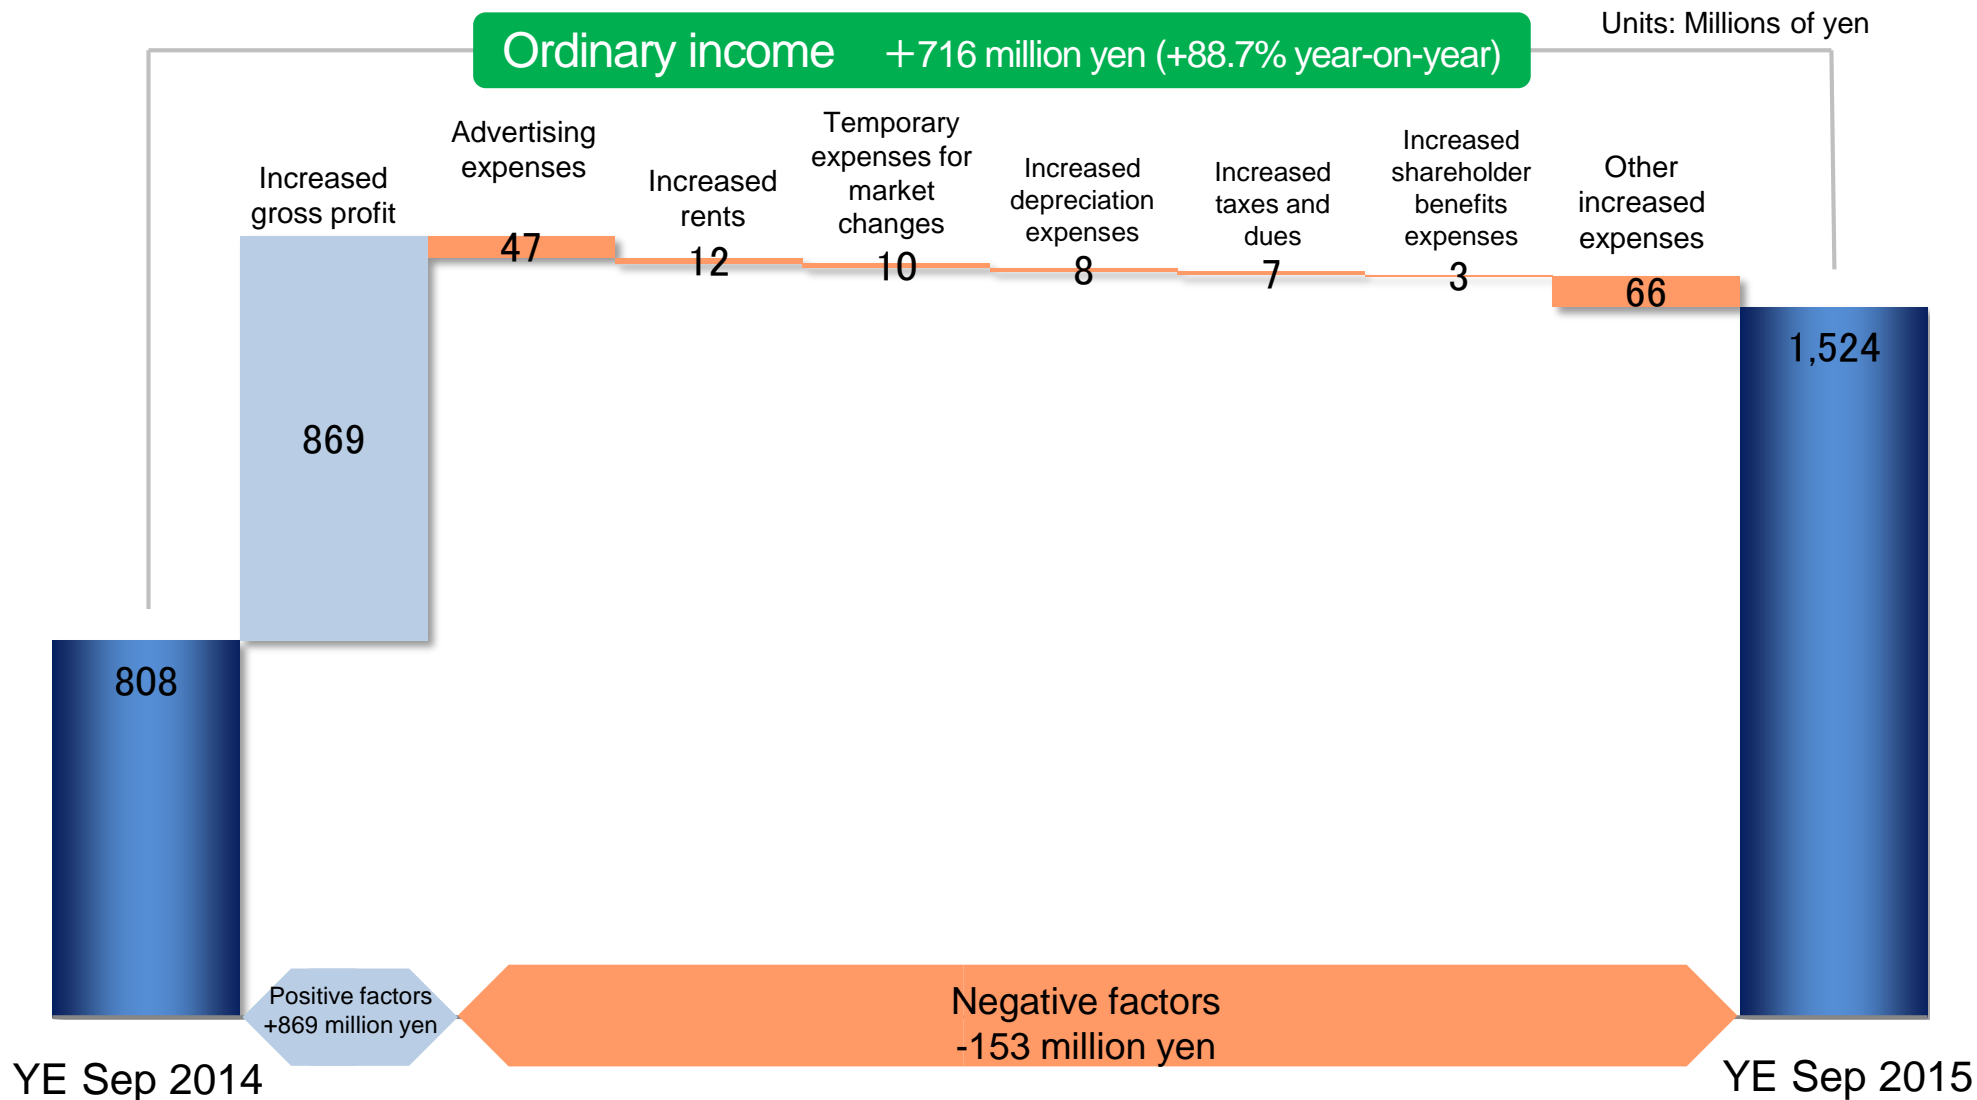 Units: Millions of yen
Ordinary income +716 million yen (+88.7% year-on-year)
Increased
gross profit
869
Advertising
expenses
47
Increased
rents
12
Temporary
expenses for
market
changes
10
Increased
depreciation
expenses
8
Increased
taxes and
dues
7
Increased
shareholder
benefits
expenses
3
Other
increased
expenses
66
808
1,524
Positive factors
+869 million yen
Negative factors
-153 million yen
YE Sep 2014
YE Sep 2015